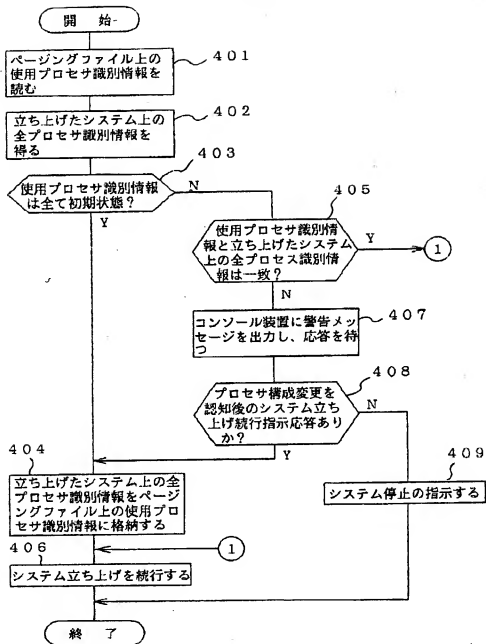 開 始
ページングファイル上の
使用プロセサ識別情報を
読む
401
立ち上げたシステム上の
全プロセサ識別情報を
得る
402
403
使用プロセサ識別情報
は全て初期状態?
N
Y
405
使用プロセサ識別情
報と立ち上げたシステム
上の全プロセス識別情
報は一致?
Y
1
N
コンソール装置に警告メッ
セージを出力し、応答を待
つ
407
408
プロセサ構成変更を
認知後のシステム立ち
上げ続行指示応答あり
か?
N
Y
404
立ち上げたシステム上の全
プロセサ識別情報をページ
ングファイル上の使用プロ
セサ識別情報に格納する
409
システム停止の指示する
1
406
システム立ち上げを続行する
終 了